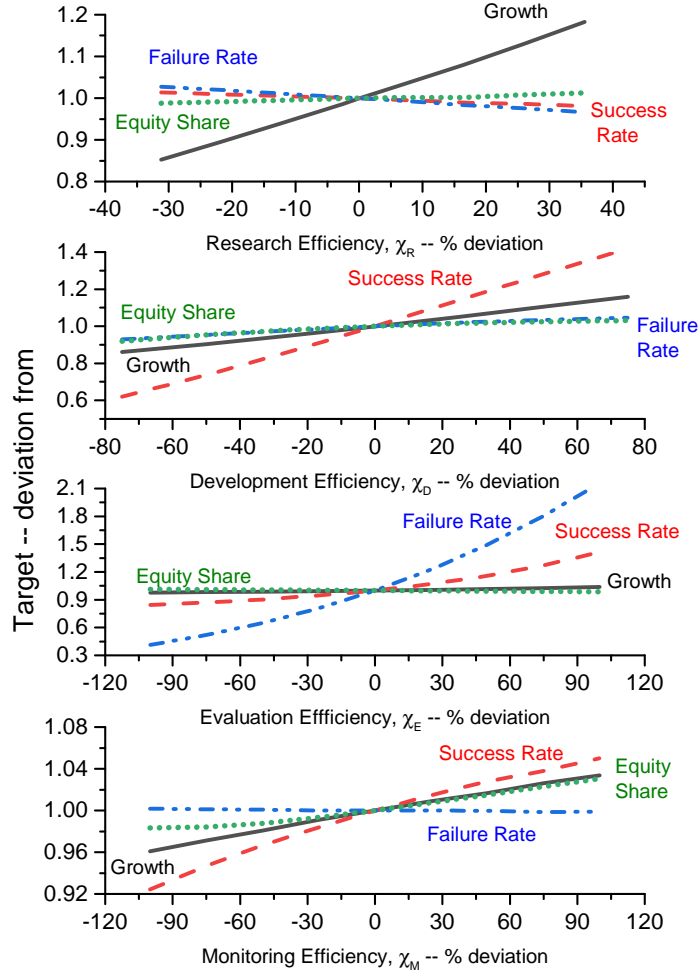 Target -- deviation from
1.2
1.0
0.9
0.8
Growth
Failure Rate
Equity Share
Success
Rate
-40 -30 -20 -10 0 10 20 30 40
Research Efficiency, χR -- % deviation
1.4
1.2
1.0
0.8
0.6
Success Rate
Equity Share
Growth
Failure
Rate
-80 -60 -40 -20 0 20 40 60 80
Development Efficiency, χD -- % deviation
2.1
1.8
1.5
1.2
0.9
0.6
0.3
Failure Rate
Success Rate
Equity Share
Growth
-120 -90 -60 -30 0 30 60 90 120
Evaluation Effficiency, χE -- % deviation
1.08
1.04
1.00
0.96
0.92
Success Rate
Equity
Share
Failure Rate
Growth
-120 -90 -60 -30 0 30 60 90 120
Monitoring Efficiency, χM -- % deviation